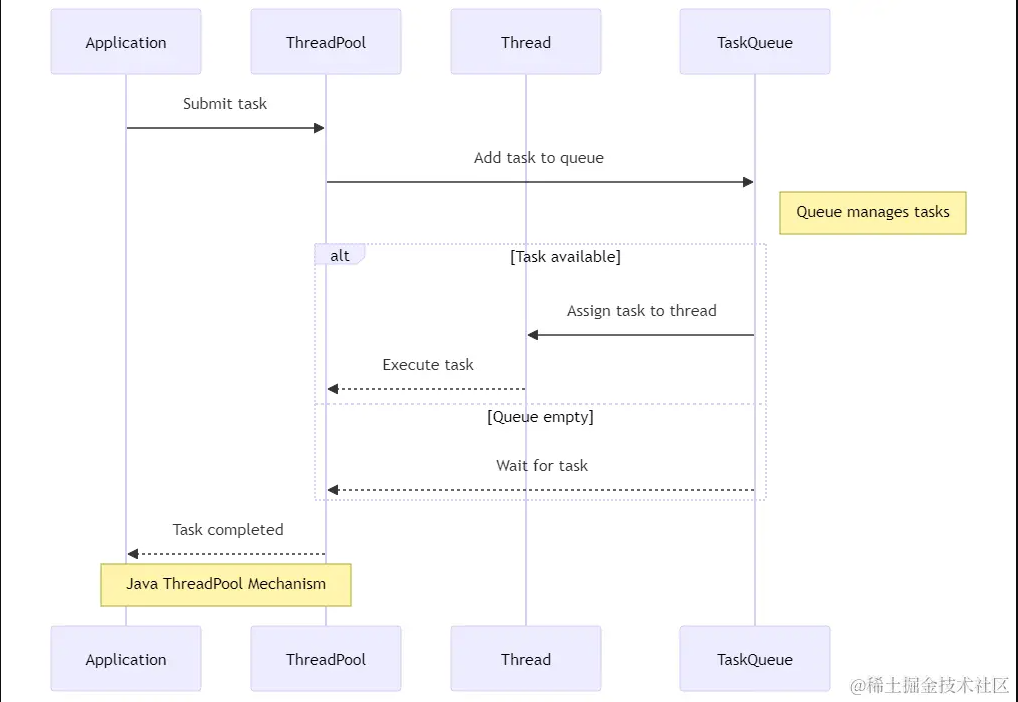 Application
ThreadPool
Thread
TaskQueue
Submit task
Add task to queue
Queue manages tasks
alt
[Task available]
Assign task to thread
Execute task
[Queue empty]
Wait for task
Task completed
Java ThreadPool Mechanism
Application
ThreadPool
Thread
TaskQueue
@稀土掘金技术社区